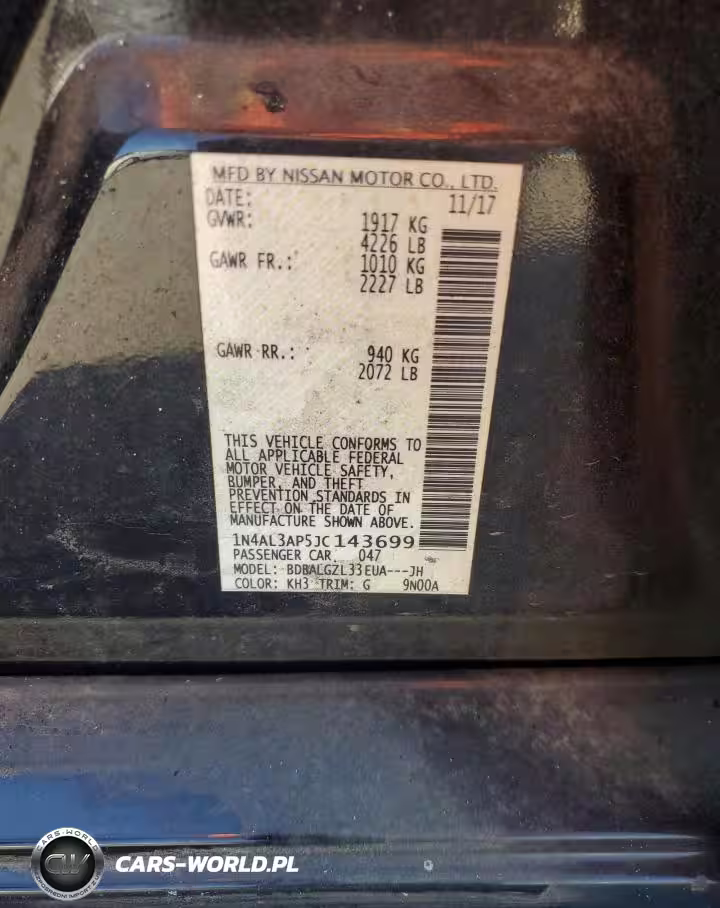 MFD BY NISSAN MOTOR CO., LTD.
DATE: 11/17
GVWR: 1917 KG
4226 LB
GAWR FR.: 1010 KG
2227 LB
GAWR RR.: 940 KG
2072 LB
THIS VEHICLE CONFORMS TO
ALL APPLICABLE FEDERAL
MOTOR VEHICLE SAFETY,
BUMPER, AND THEFT
PREVENTION STANDARDS IN
EFFECT ON THE DATE OF
MANUFACTURE SHOWN ABOVE.
1N4AL3AP5JC143699
PASSENGER CAR 047
MODEL: BDBALGZL33EUA---JH
COLOR: KH3 TRIM: G 9N00A
CARS-WORLD
CW
CARS-WORLD.PL